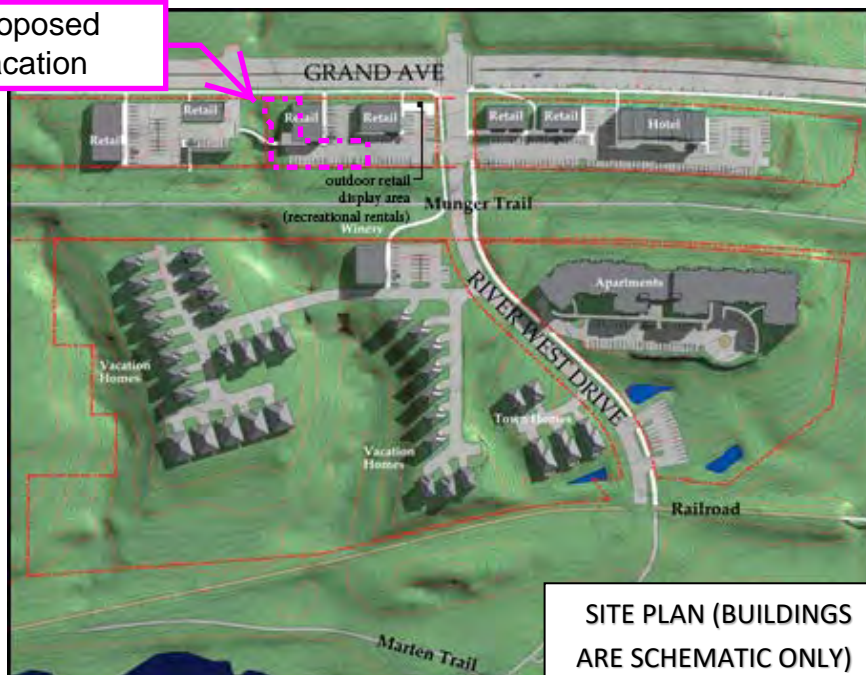 oposed
acation
GRAND AVE
Retail
Retail
Retail
Retail
Retail
Retail
Hotel
outdoor retail
display area
(recreational rentals)
Munger Trail
Winery
Apartments
RIVER WEST DRIVE
Vacation
Homes
Town Homes
Vacation
Homes
Railroad
SITE PLAN (BUILDINGS
ARE SCHEMATIC ONLY)
Marten Trail